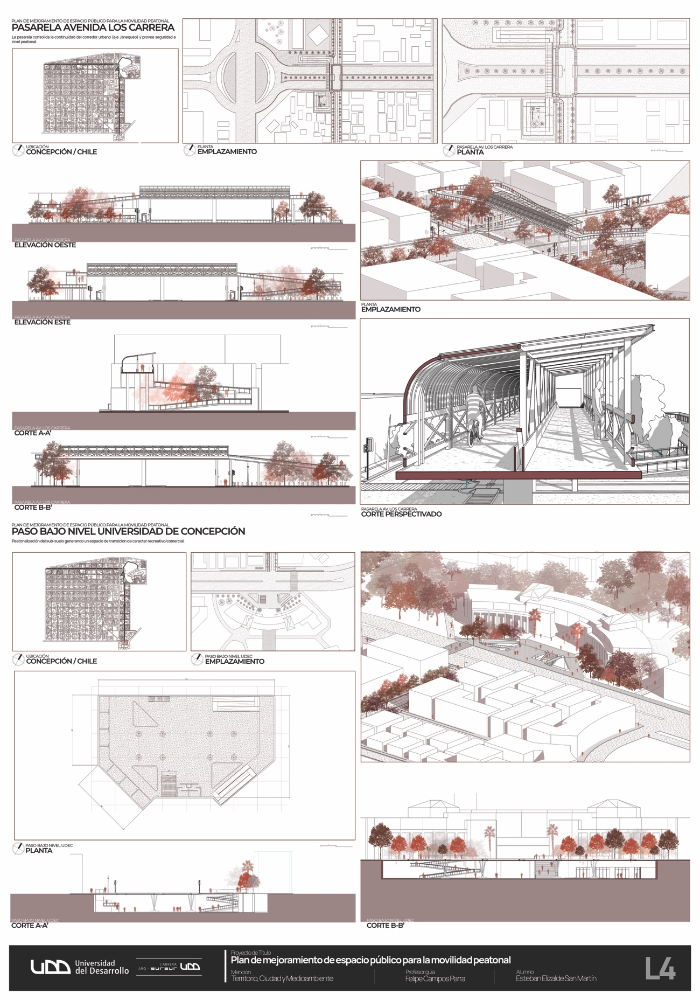 PLAN DE MEJORAMIENTO DE ESPACIO PÚBLICO PARA LA MOVILIDAD PEATONAL
PASARELA AVENIDA LOS CARRERA
La pasarela consolida la continuidad del corredor urbano (eje Janequeo) y provee seguridad a
nivel peatonal.
UBICACIÓN
CONCEPCIÓN / CHILE
PLANTA
EMPLAZAMIENTO
PASARELA AV. LOS CARRERA
PLANTA
PASARELA AV. LOS CARRERA
ELEVACIÓN OESTE
PASARELA AV. LOS CARRERA
ELEVACIÓN ESTE
PLANTA
EMPLAZAMIENTO
PASARELA AV. LOS CARRERA
CORTE A-A'
PASARELA AV. LOS CARRERA
CORTE B-B'
PASARELA AV. LOS CARRERA
CORTE PERSPECTIVADO
PLAN DE MEJORAMIENTO DE ESPACIO PÚBLICO PARA LA MOVILIDAD PEATONAL
PASO BAJO NIVEL UNIVERSIDAD DE CONCEPCIÓN
Peatonalización del sub-suelo generando un espacio de transicion de caracter recreativo/comercial.
UBICACIÓN
CONCEPCIÓN / CHILE
PASO BAJO NIVEL UDEC
EMPLAZAMIENTO
PASO BAJO NIVEL UDEC
PLANTA
PASO BAJO NIVEL UDEC
CORTE A-A'
PASO BAJO NIVEL UDEC
CORTE B-B'
UDD
Universidad
del Desarrollo
CARRERA
ARQ - sursur UDD
Proyecto de Título
Plan de mejoramiento de espacio público para la movilidad peatonal
Mención
Territorio, Ciudad y Medioambiente
Profesor guía
Felipe Campos Parra
Alumno
Esteban Elizalde San Martín
L4